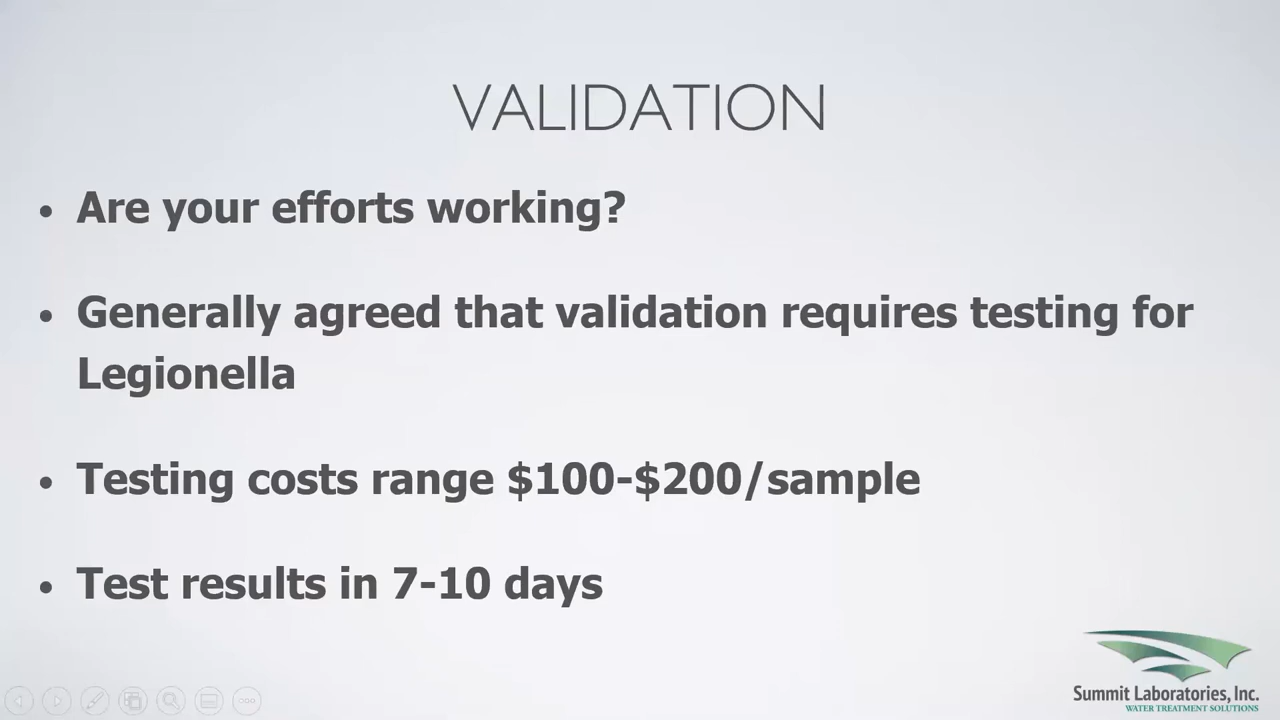 VALIDATION
• Are your efforts working?
• Generally agreed that validation requires testing for
Legionella
• Testing costs range $100-$200/sample
• Test results in 7-10 days
Summit Laboratories, Inc.
WATER TREATMENT SOLUTIONS